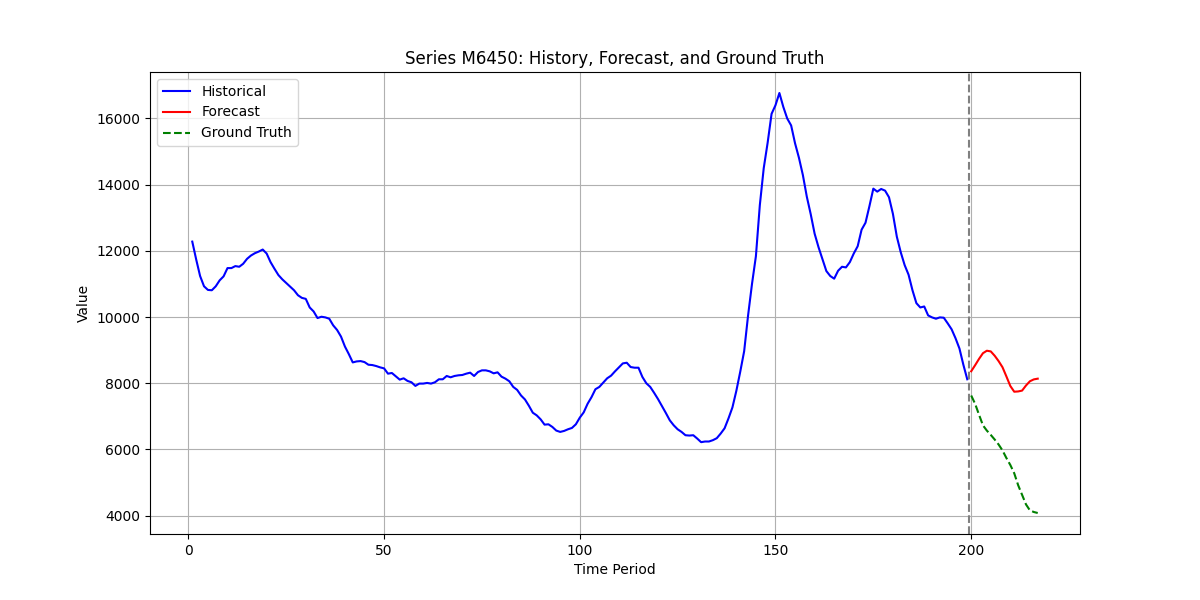 Series M6450: History, Forecast, and Ground Truth
Historical
Forecast
Ground Truth
Value
16000
14000
12000
10000
8000
6000
4000
0 50 100 150 200
Time Period